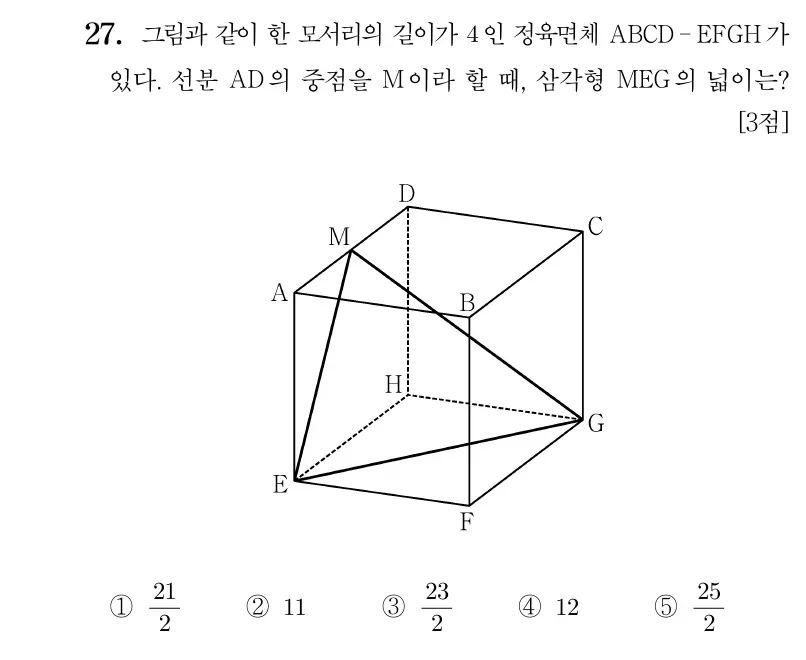 27. 그림과 같이 한 모서리의 길이가 4인 정육면체 ABCD-EFGH가
있다. 선분 AD의 중점을 M이라 할 때, 삼각형 MEG의 넓이는?
[3점]
D
C
M
A
B
H
G
E
F
① 21/2 ② 11 ③ 23/2 ④ 12 ⑤ 25/2